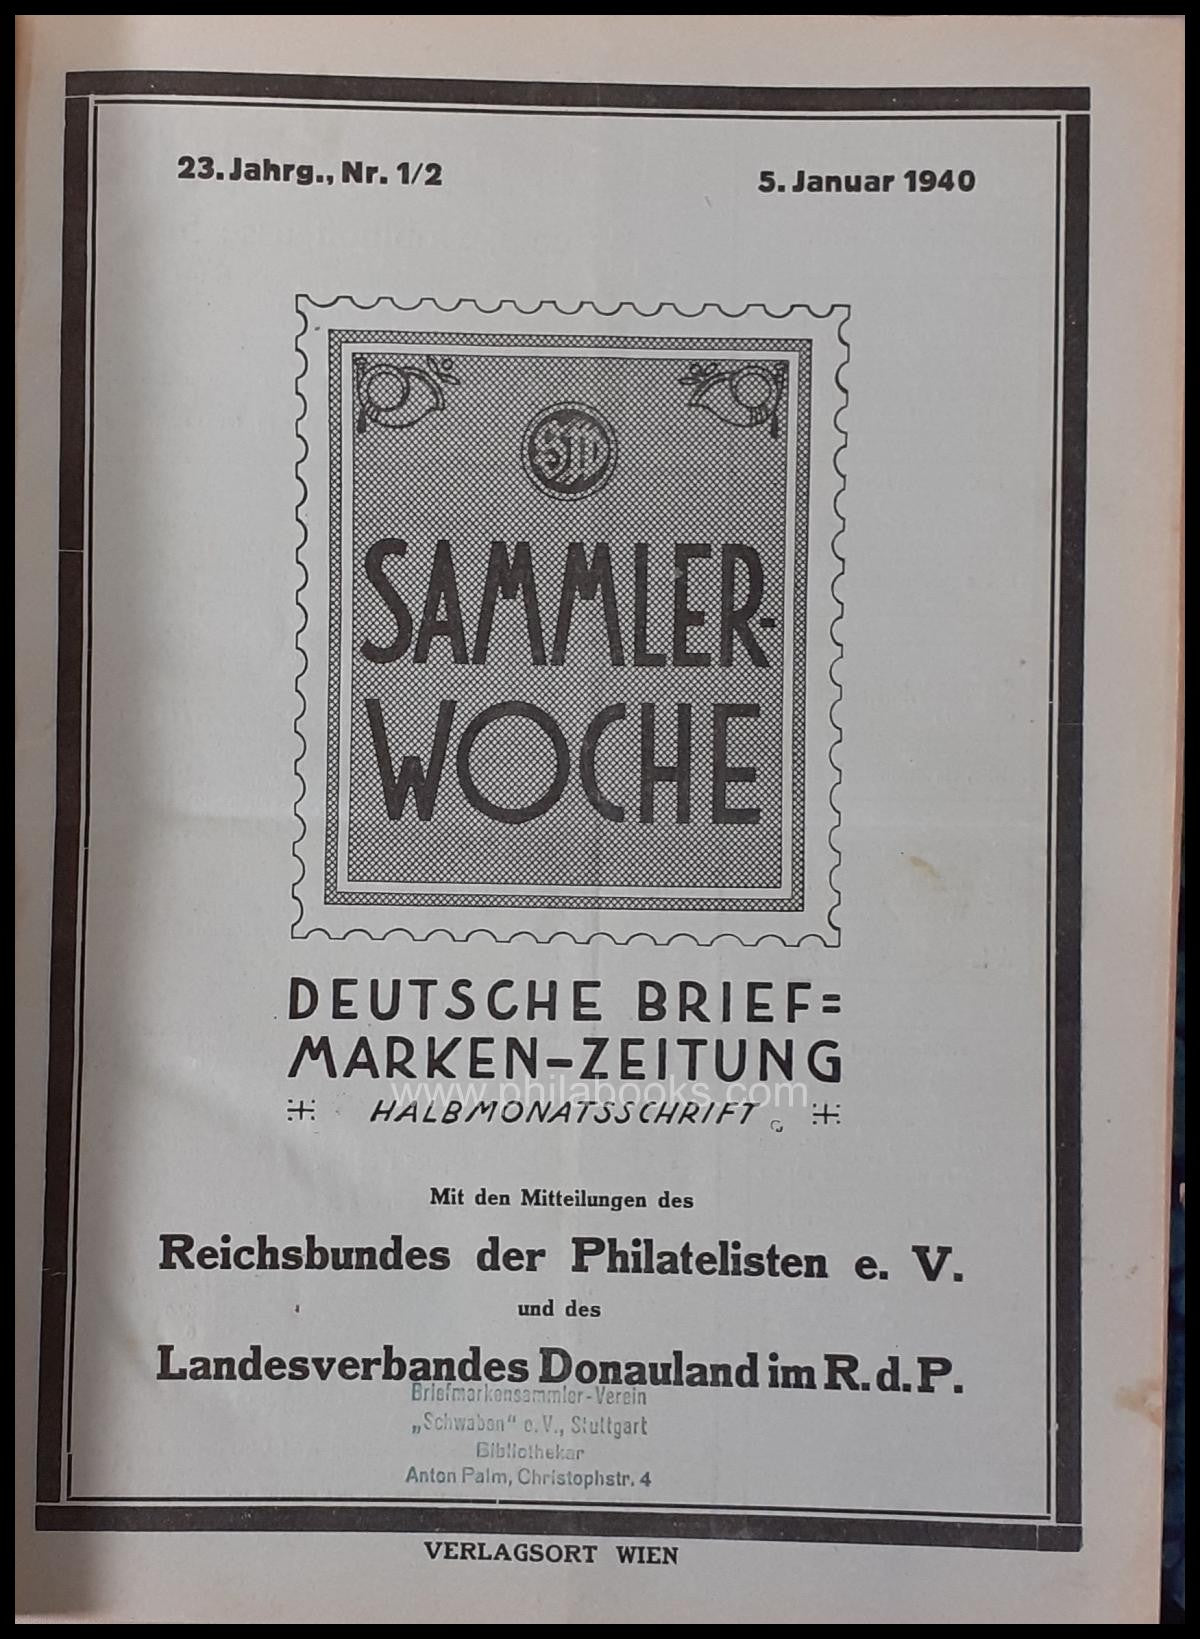 23. Jahrg., Nr. 1/2
5. Januar 1940
SAMMLER-
WOCHE
DEUTSCHE BRIEF=
MARKEN-ZEITUNG
www.philabooks.com
HALBMONATSSCHRIFT
Mit den Mitteilungen des
Reichsbundes der Philatelisten e. V.
und des
Landesverbandes Donauland im R. d. P.
Briefmarkensammler-Verein
„Schwaben“ e. V., Stuttgart
Bibliothekar
Anton Palm, Christophstr. 4
VERLAGSORT WIEN